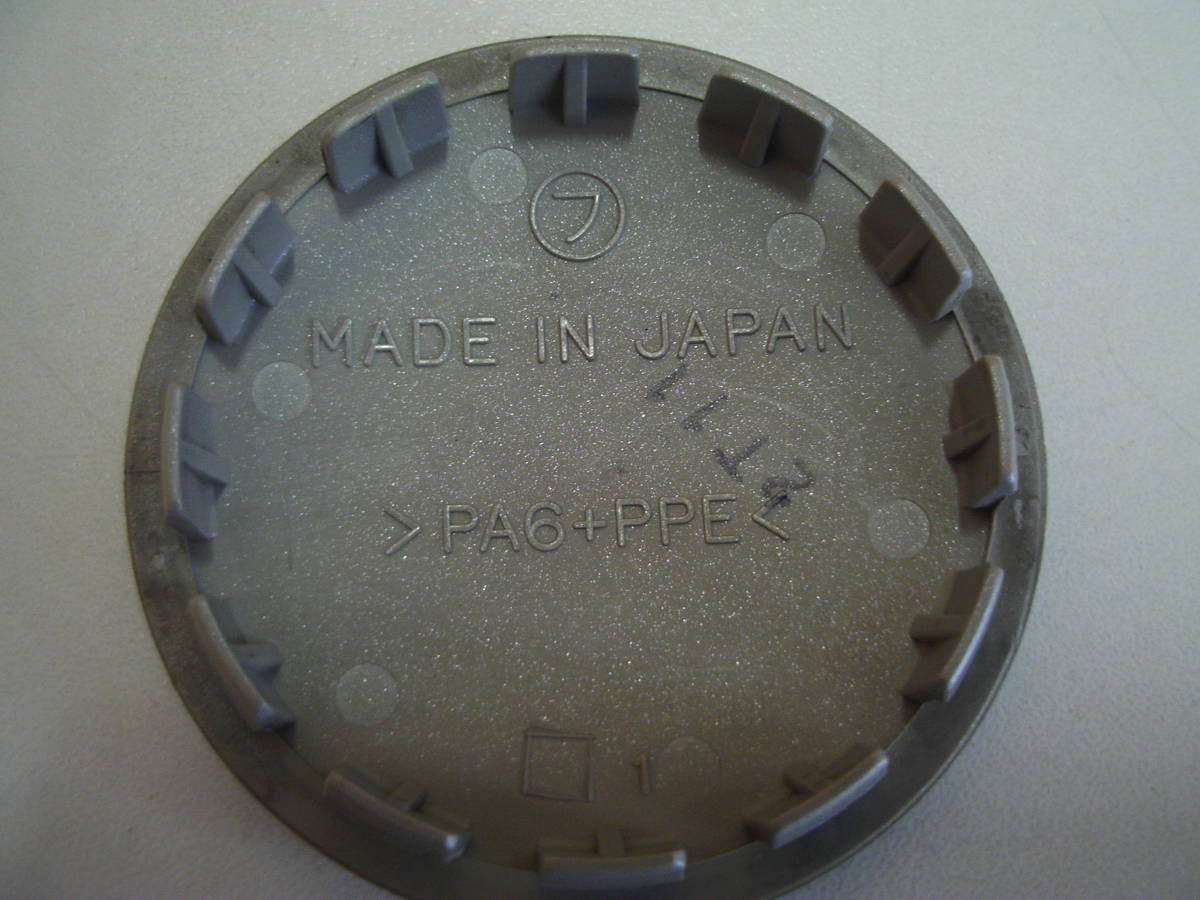 フ
MADE IN JAPAN
>PA6+PPE<
1